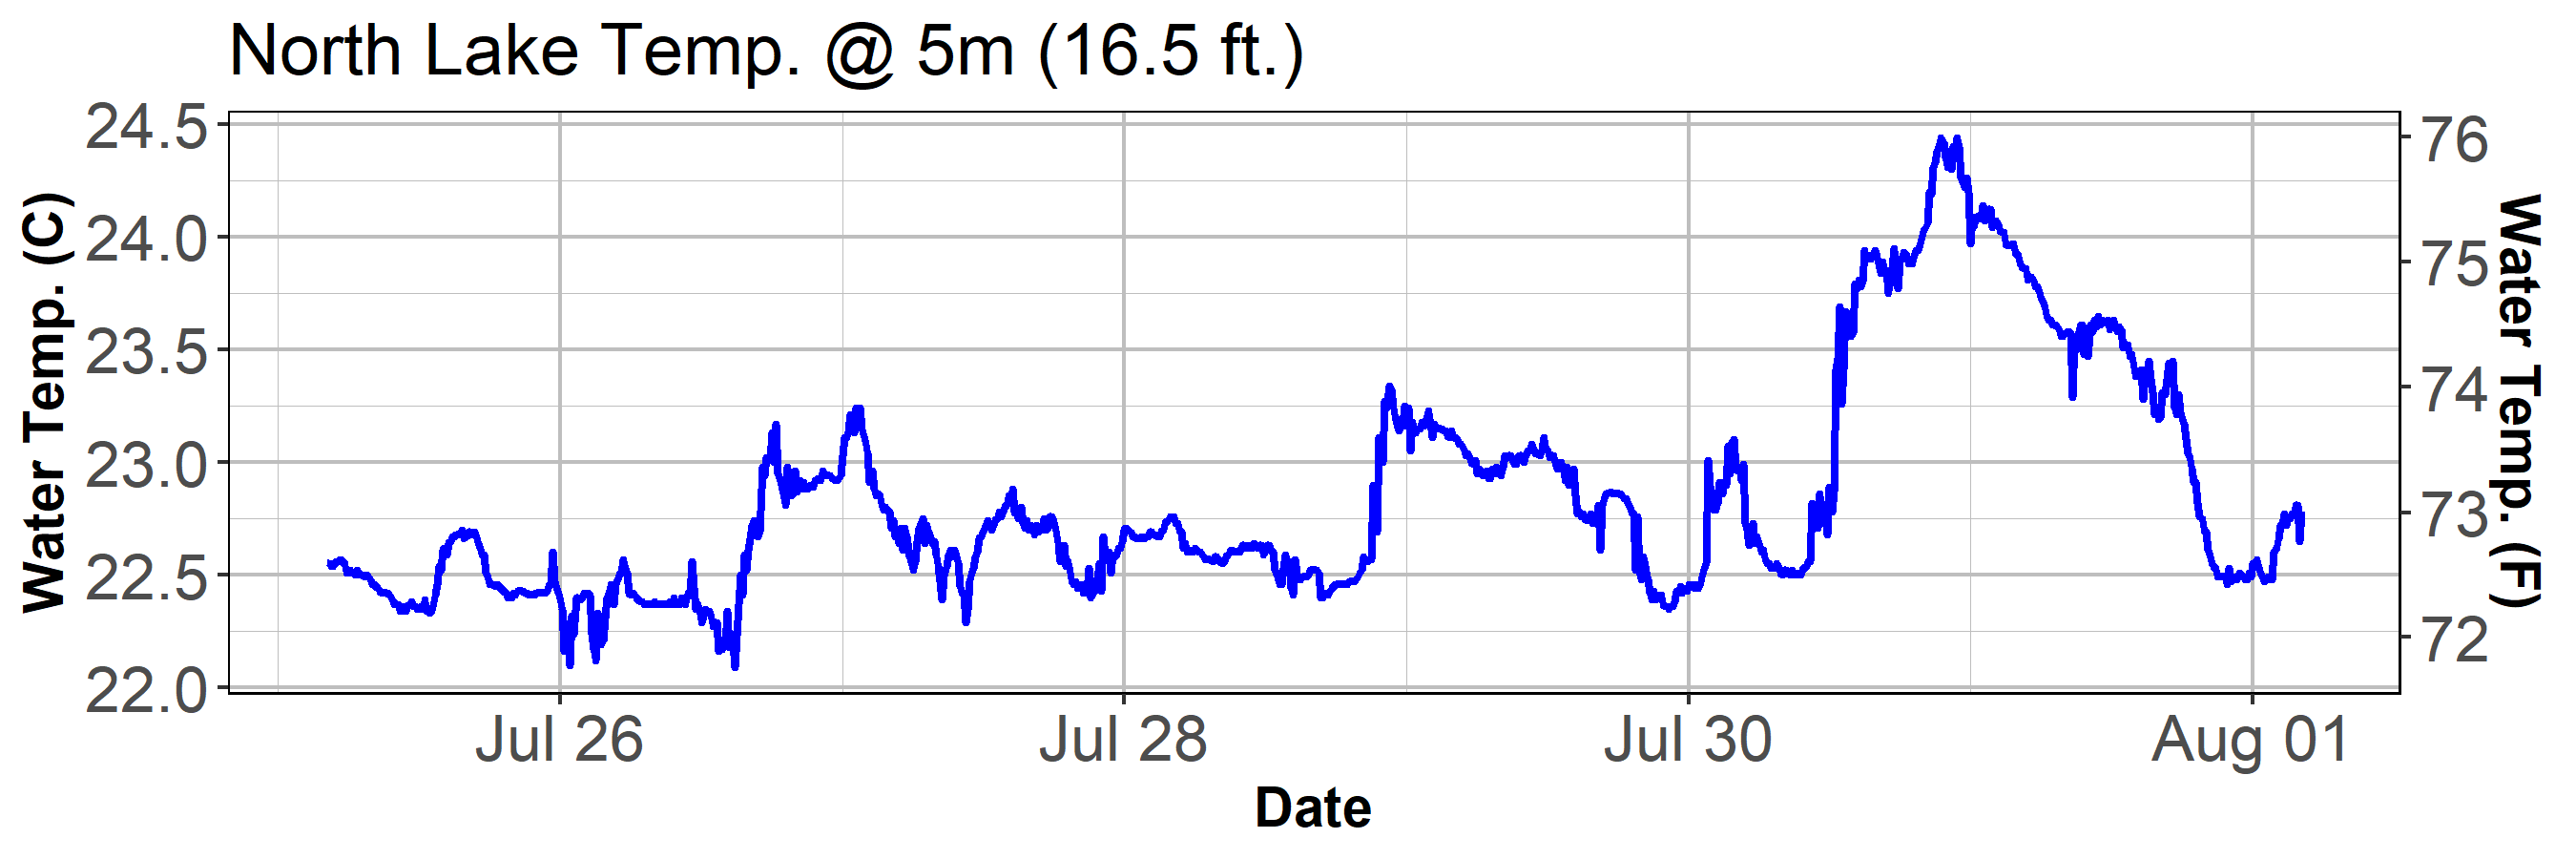 North Lake Temp. @ 5m (16.5 ft.)
Water Temp. (C)
24.5
24.0
23.5
23.0
22.5
22.0
76
75
74
73
72
Water Temp. (F)
Jul 26
Jul 28
Jul 30
Aug 01
Date